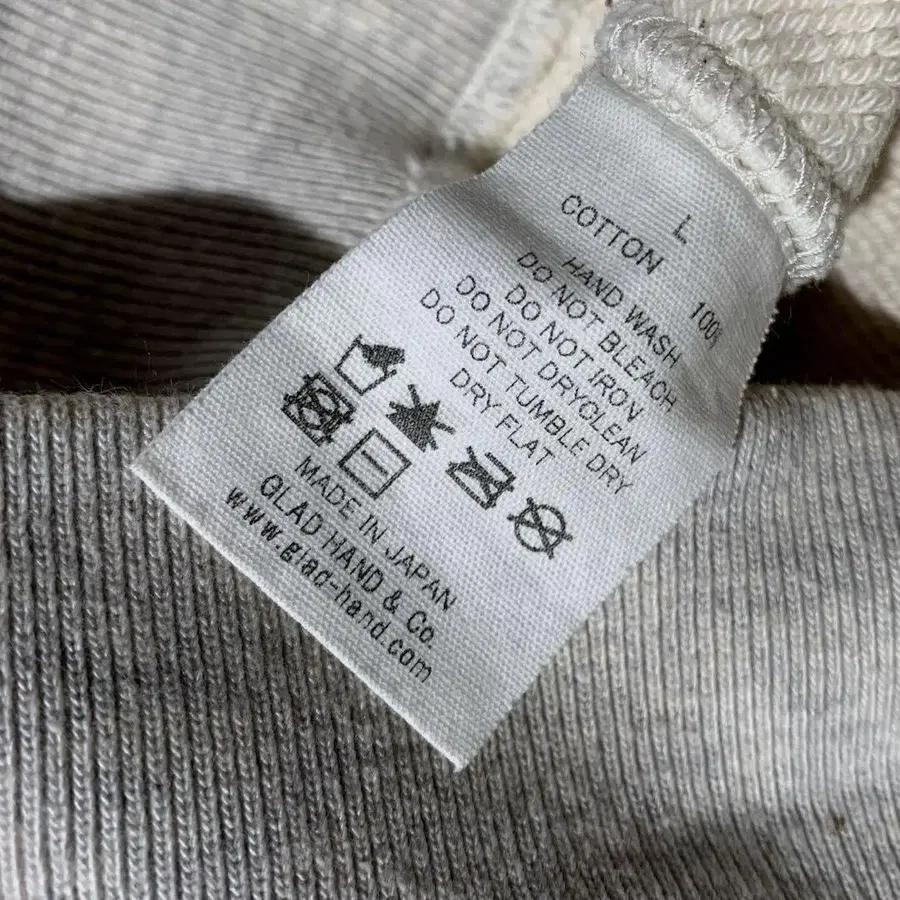 L
COTTON 100%
HAND WASH
DO NOT BLEACH
DO NOT IRON
DO NOT DRYCLEAN
DO NOT TUMBLE DRY
DRY FLAT
MADE IN JAPAN
GLAD HAND & Co.
www.glad-hand.com